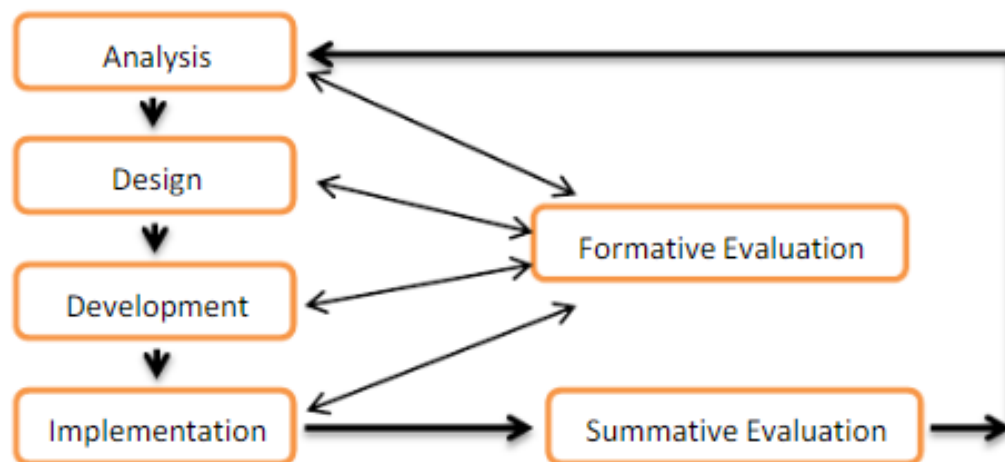 Analysis
Design
Formative Evaluation
Development
Implementation
Summative Evaluation